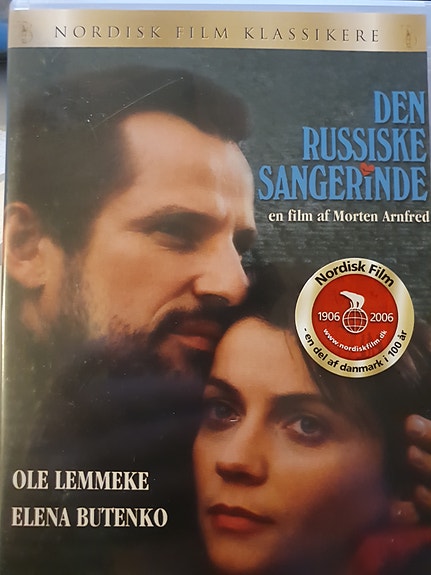 NORDISK FILM KLASSIKERE
DEN
RUSSISKE
SANGERINDE
en film af Morten Arnfred
Nordisk Film
1906 2006
www.nordiskfilm.dk
- en del af danmark i 100 år
OLE LEMMEKE
ELENA BUTENKO